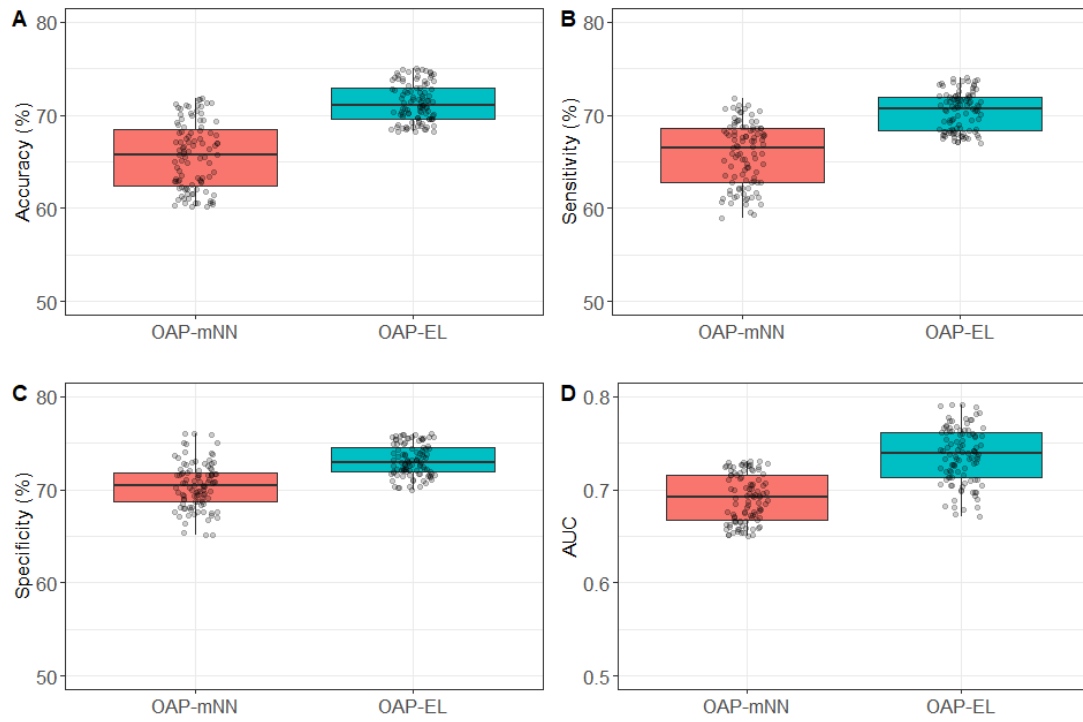 A
80
70
60
50
Accuracy (%)
OAP-mNN OAP-EL
B
80
70
60
50
Sensitivity (%)
OAP-mNN OAP-EL
C
80
70
60
50
Specificity (%)
OAP-mNN OAP-EL
D
0.8
0.7
0.6
0.5
AUC
OAP-mNN OAP-EL